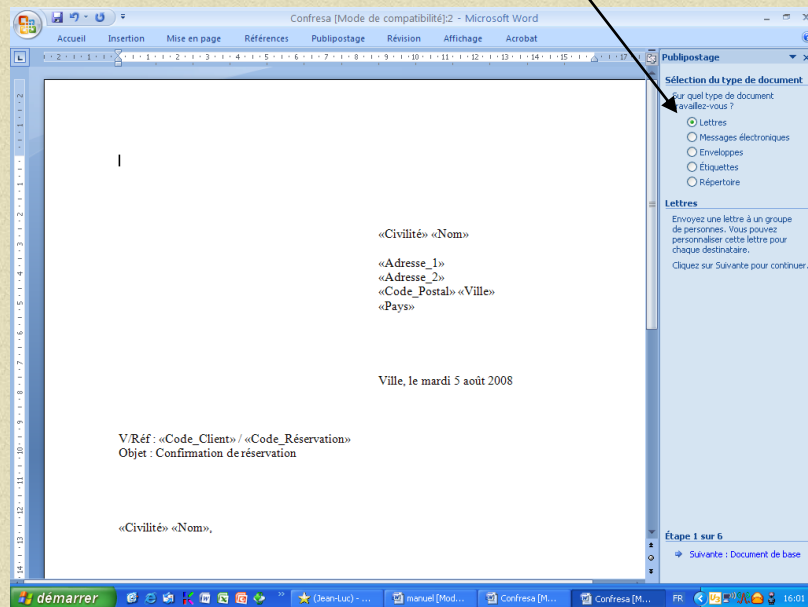 Confresa [Mode de compatibilité]:2 - Microsoft Word
Accueil Insertion Mise en page Références Publipostage Révision Affichage Acrobat
Publipostage
Sélection du type de document
Sur quel type de document
travaillez-vous ?
Lettres
Messages électroniques
Enveloppes
Étiquettes
Répertoire
Lettres
Envoyez une lettre à un groupe
de personnes. Vous pouvez
personnaliser cette lettre pour
chaque destinataire.
Cliquez sur Suivante pour continuer.
«Civilité» «Nom»
«Adresse_1»
«Adresse_2»
«Code_Postal» «Ville»
«Pays»
Ville, le mardi 5 août 2008
V/Réf : «Code_Client» / «Code_Réservation»
Objet : Confirmation de réservation
«Civilité» «Nom»,
Étape 1 sur 6
Suivante : Document de base
démarrer (Jean-Luc) - ... manuel [Mod... Confresa [M... Confresa [M... FR 16:01